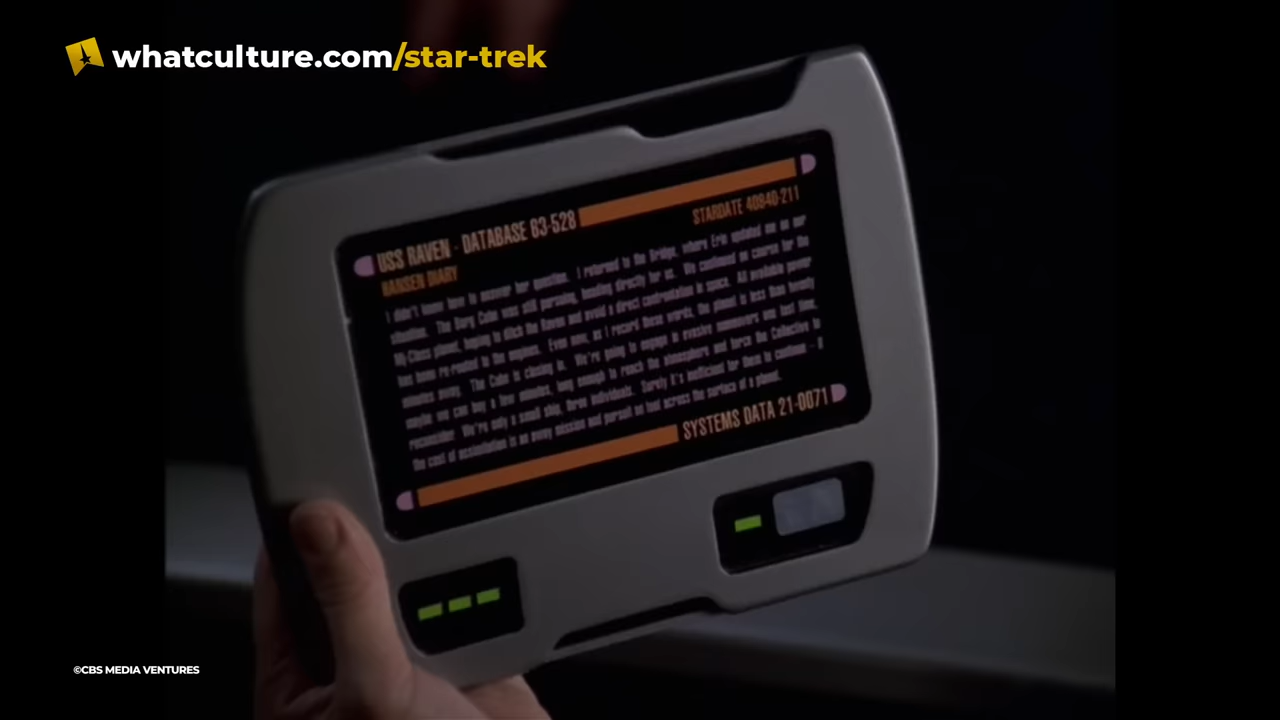 whatculture.com/star-trek
USS RAVEN - DATABASE 63-528
STARDATE 40840-211
HANSEN DIARY
I didn't know how to answer her question. I returned to the Bridge, where Erin updated me on our
situation. The Borg Cube was still pursuing, heading directly for us. We continued on course for the
M-Class planet, hoping to ditch the Raven and avoid a direct confrontation in space. All available power
has been re-routed to the engines. Even now, as I record these words, the planet is less than twenty
minutes away. The Cube is closing in. We're going to engage in evasive maneuvers one last time,
maybe we can buy a few minutes, long enough to reach the atmosphere and force the Collective to
reconsider. We're only a small ship, three individuals. Surely it's inefficient for them to continue - if
the cost of assimilation is an away mission and pursuit on foot across the surface of a planet.
SYSTEMS DATA 21-0071
©CBS MEDIA VENTURES